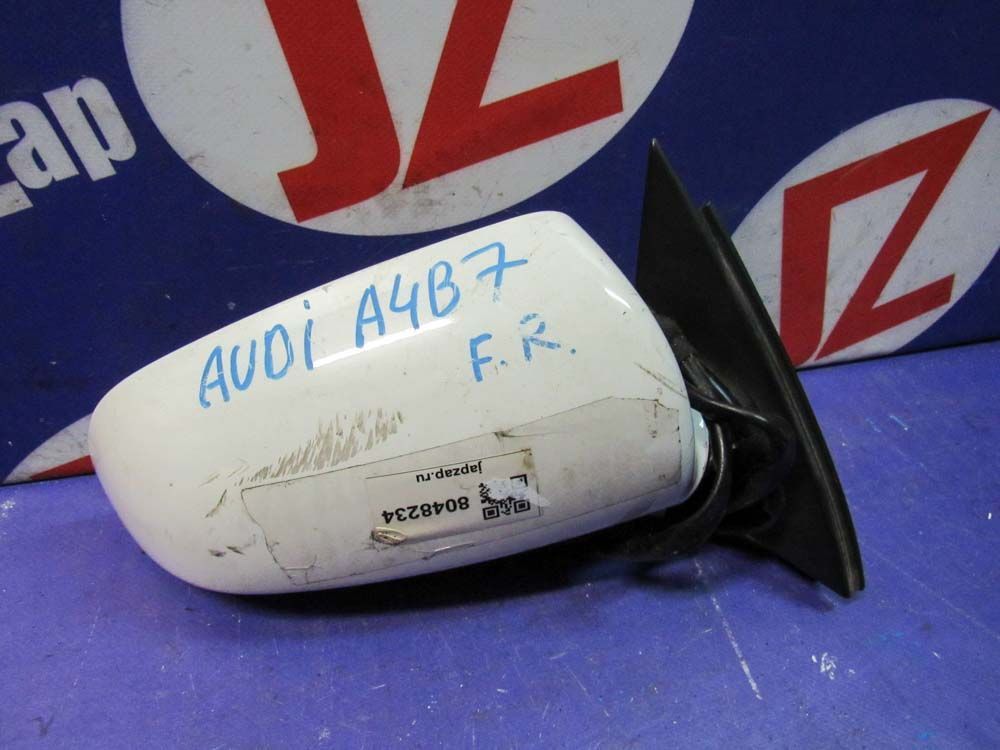 zap
JZ
JZ
AUDi A4B7
F.R.
8048234
japzap.ru